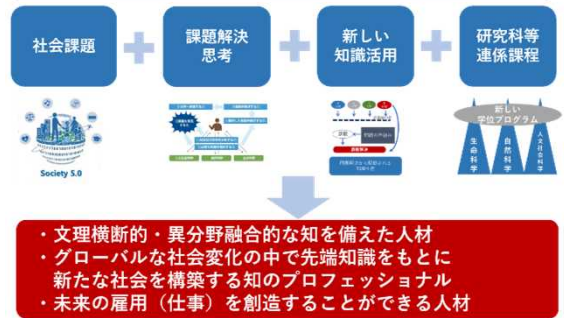 社会課題
課題解決
思考
新しい
知識活用
研究科等
連係課程
Society 5.0
新しい
学位プログラム
生命科学
自然科学
人文社会科学
・文理横断的・異分野融合的な知を備えた人材
・グローバルな社会変化の中で先端知識をもとに
新たな社会を構築する知のプロフェッショナル
・未来の雇用（仕事）を創造することができる人材